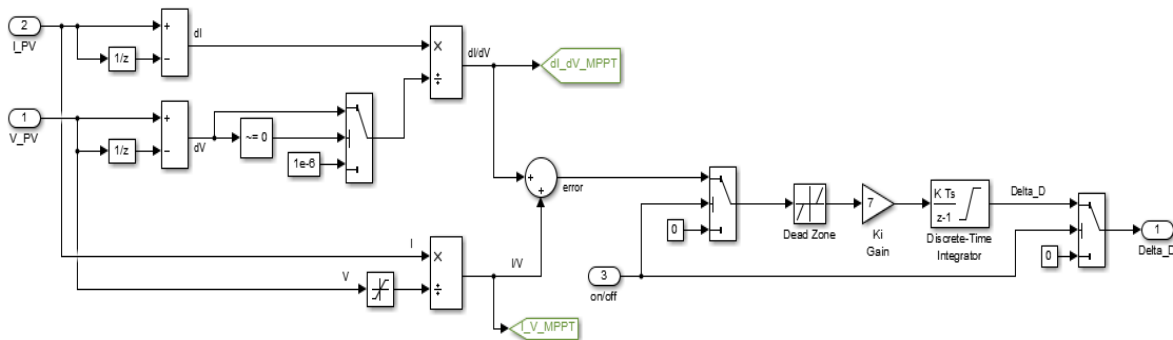 2
I_PV
+
−
1/z
dI
×
÷
dI/dV
dI_dV_MPPT
1
V_PV
+
−
1/z
dV
~= 0
1e-6
+
+
error
I
V
×
÷
I/V
I_V_MPPT
0
3
on/off
Dead Zone
7
Ki
Gain
K Ts
z-1
Discrete-Time
Integrator
Delta_D
0
1
Delta_D